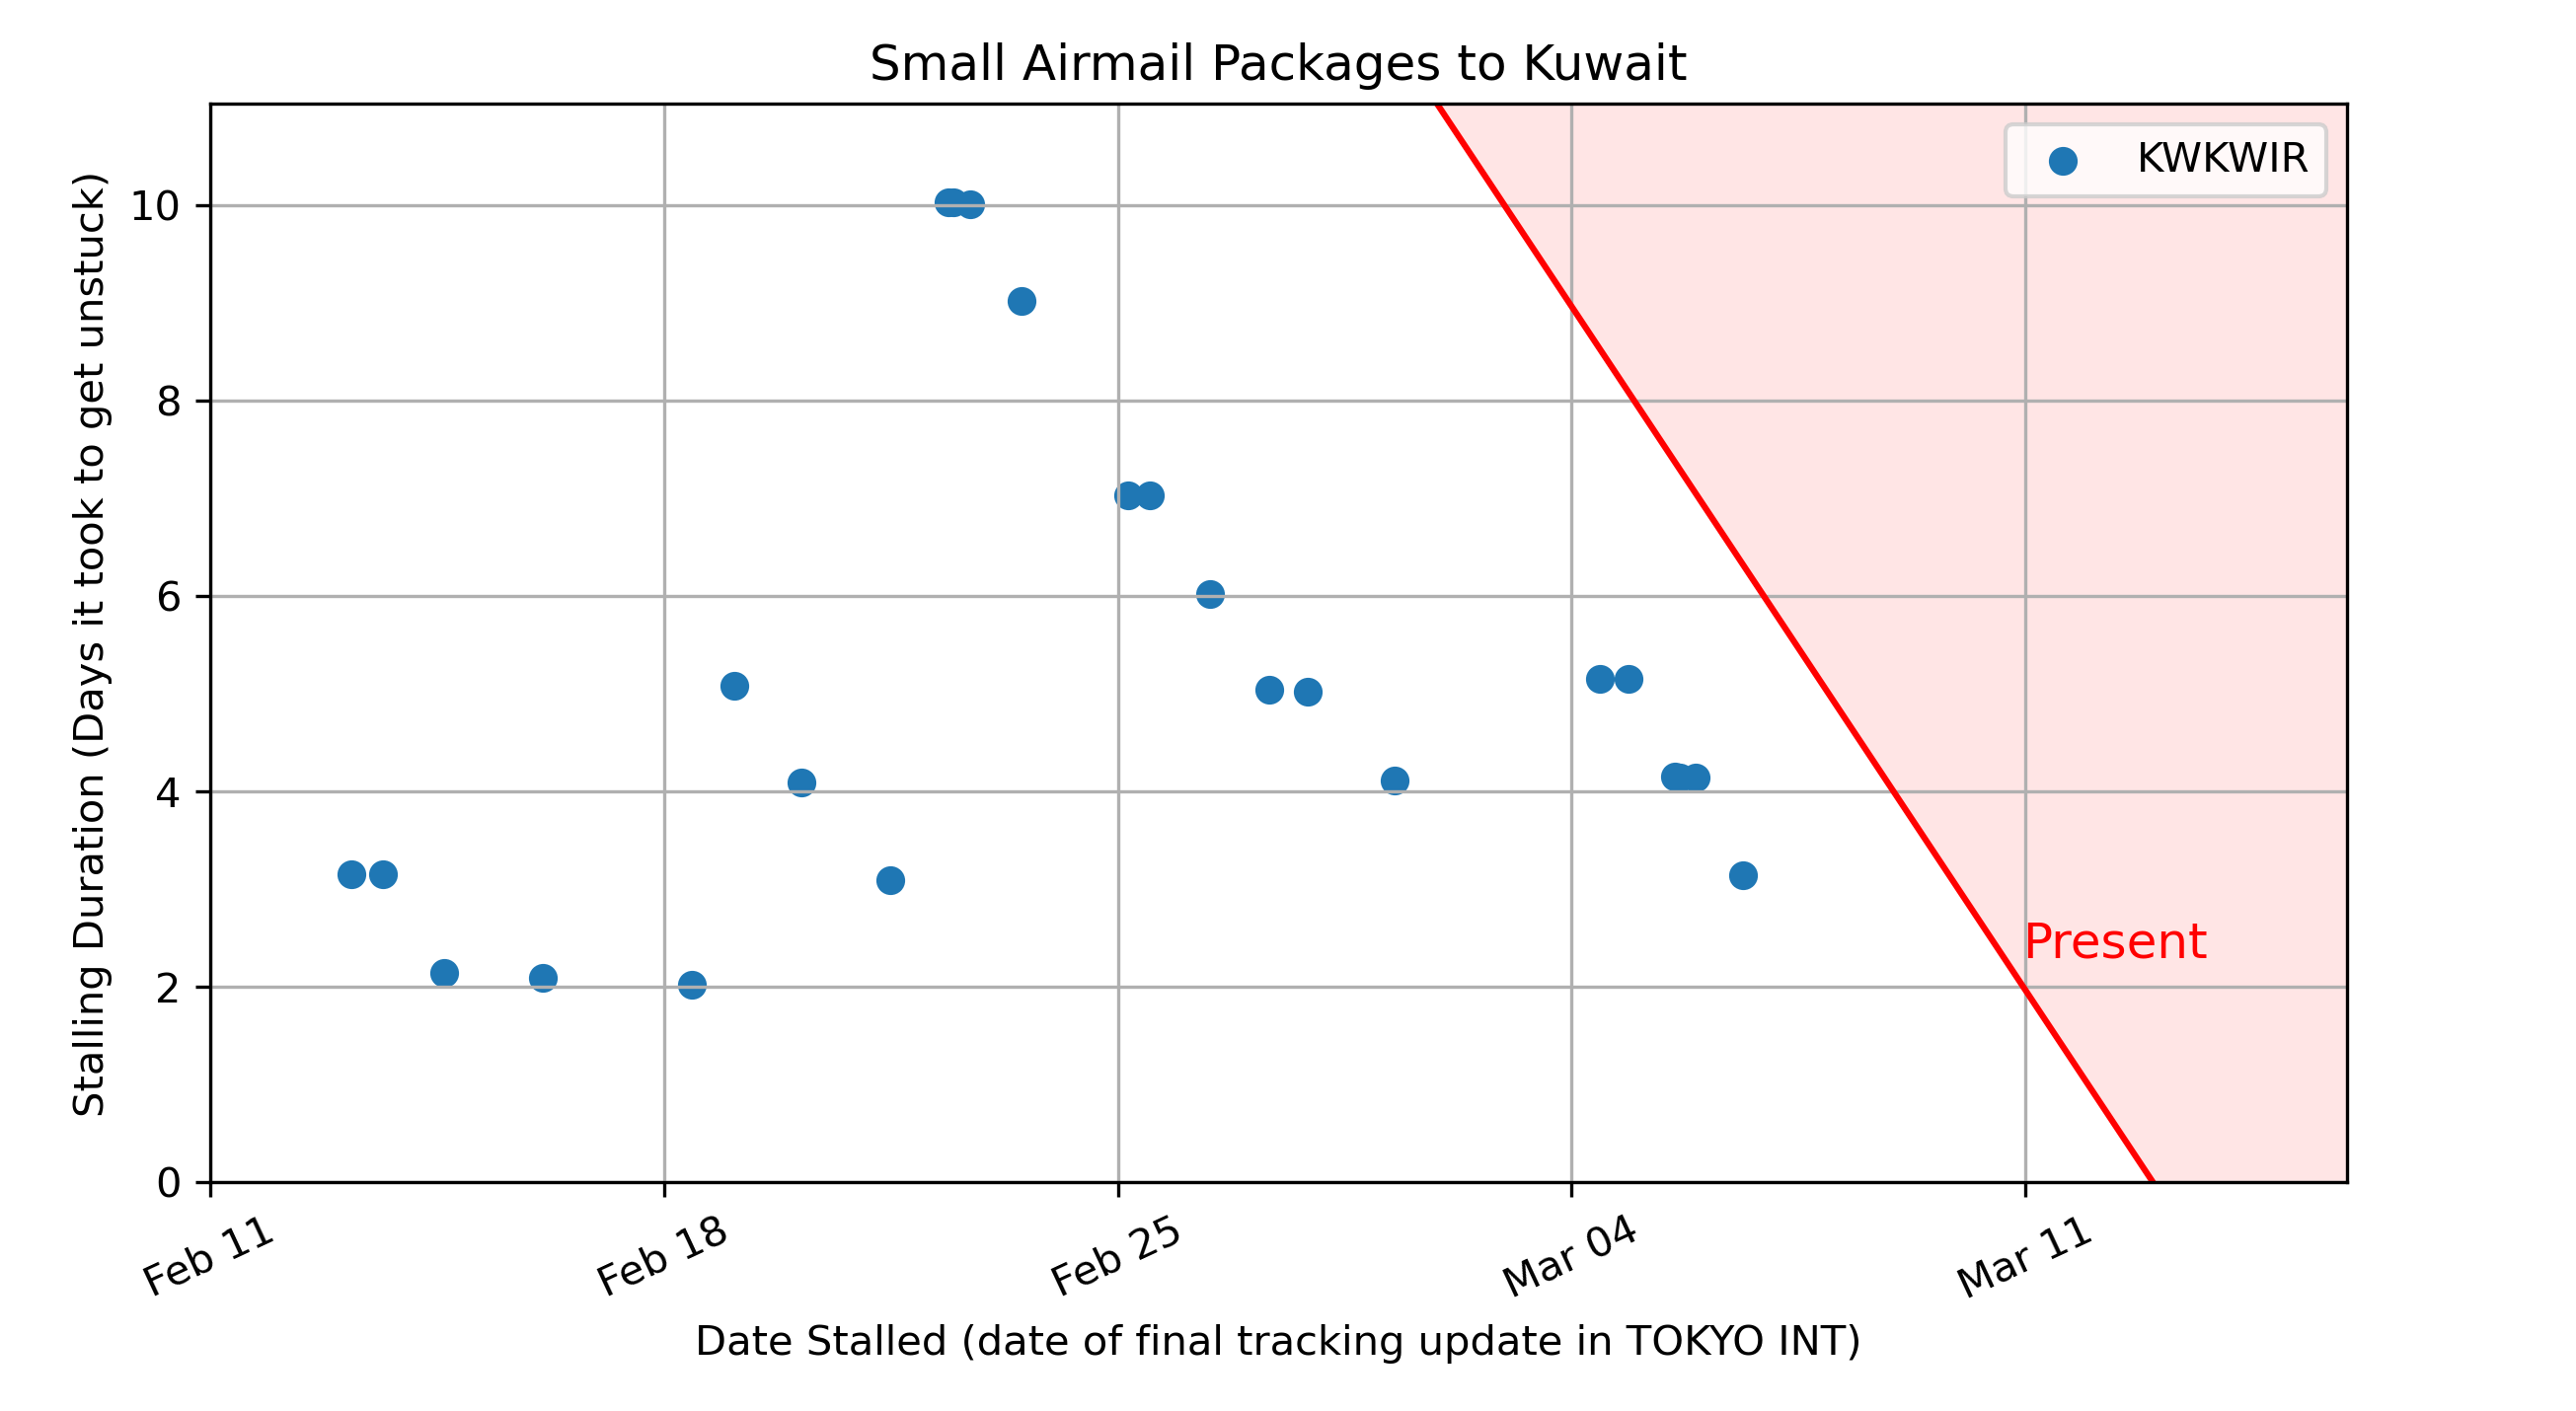 Small Airmail Packages to Kuwait
KWKWIR
Stalling Duration (Days it took to get unstuck)
10
8
6
4
2
0
Present
Feb 11
Feb 18
Feb 25
Mar 04
Mar 11
Date Stalled (date of final tracking update in TOKYO INT)